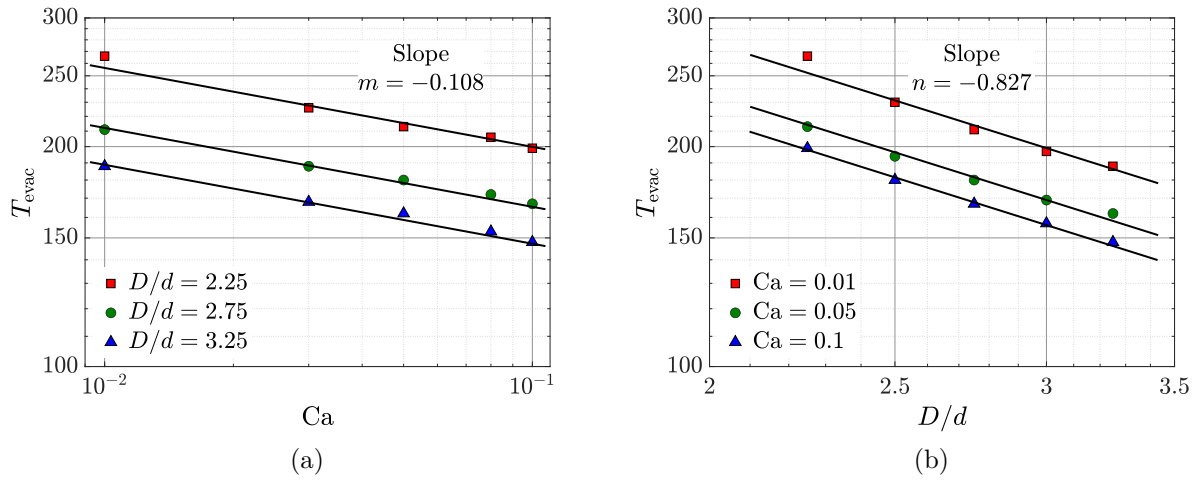 300
250
200
150
100
T_evac
Slope
m = −0.108
D/d = 2.25
D/d = 2.75
D/d = 3.25
10^−2
10^−1
Ca
(a)
300
250
200
150
100
T_evac
Slope
n = −0.827
Ca = 0.01
Ca = 0.05
Ca = 0.1
2
2.5
3
3.5
D/d
(b)